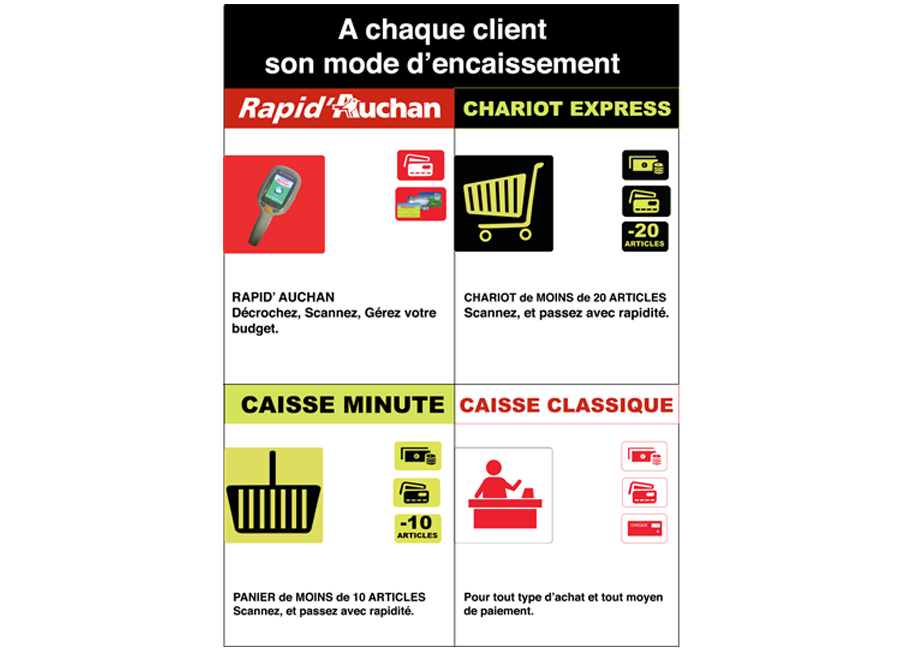 A chaque client
son mode d’encaissement
Rapid’Auchan
CHARIOT EXPRESS
-20
ARTICLES
RAPID’ AUCHAN
Décrochez, Scannez, Gérez votre
budget.
CHARIOT de MOINS de 20 ARTICLES
Scannez, et passez avec rapidité.
CAISSE MINUTE
CAISSE CLASSIQUE
-10
ARTICLES
CHEQUE
PANIER de MOINS de 10 ARTICLES
Scannez, et passez avec rapidité.
Pour tout type d’achat et tout moyen
de paiement.